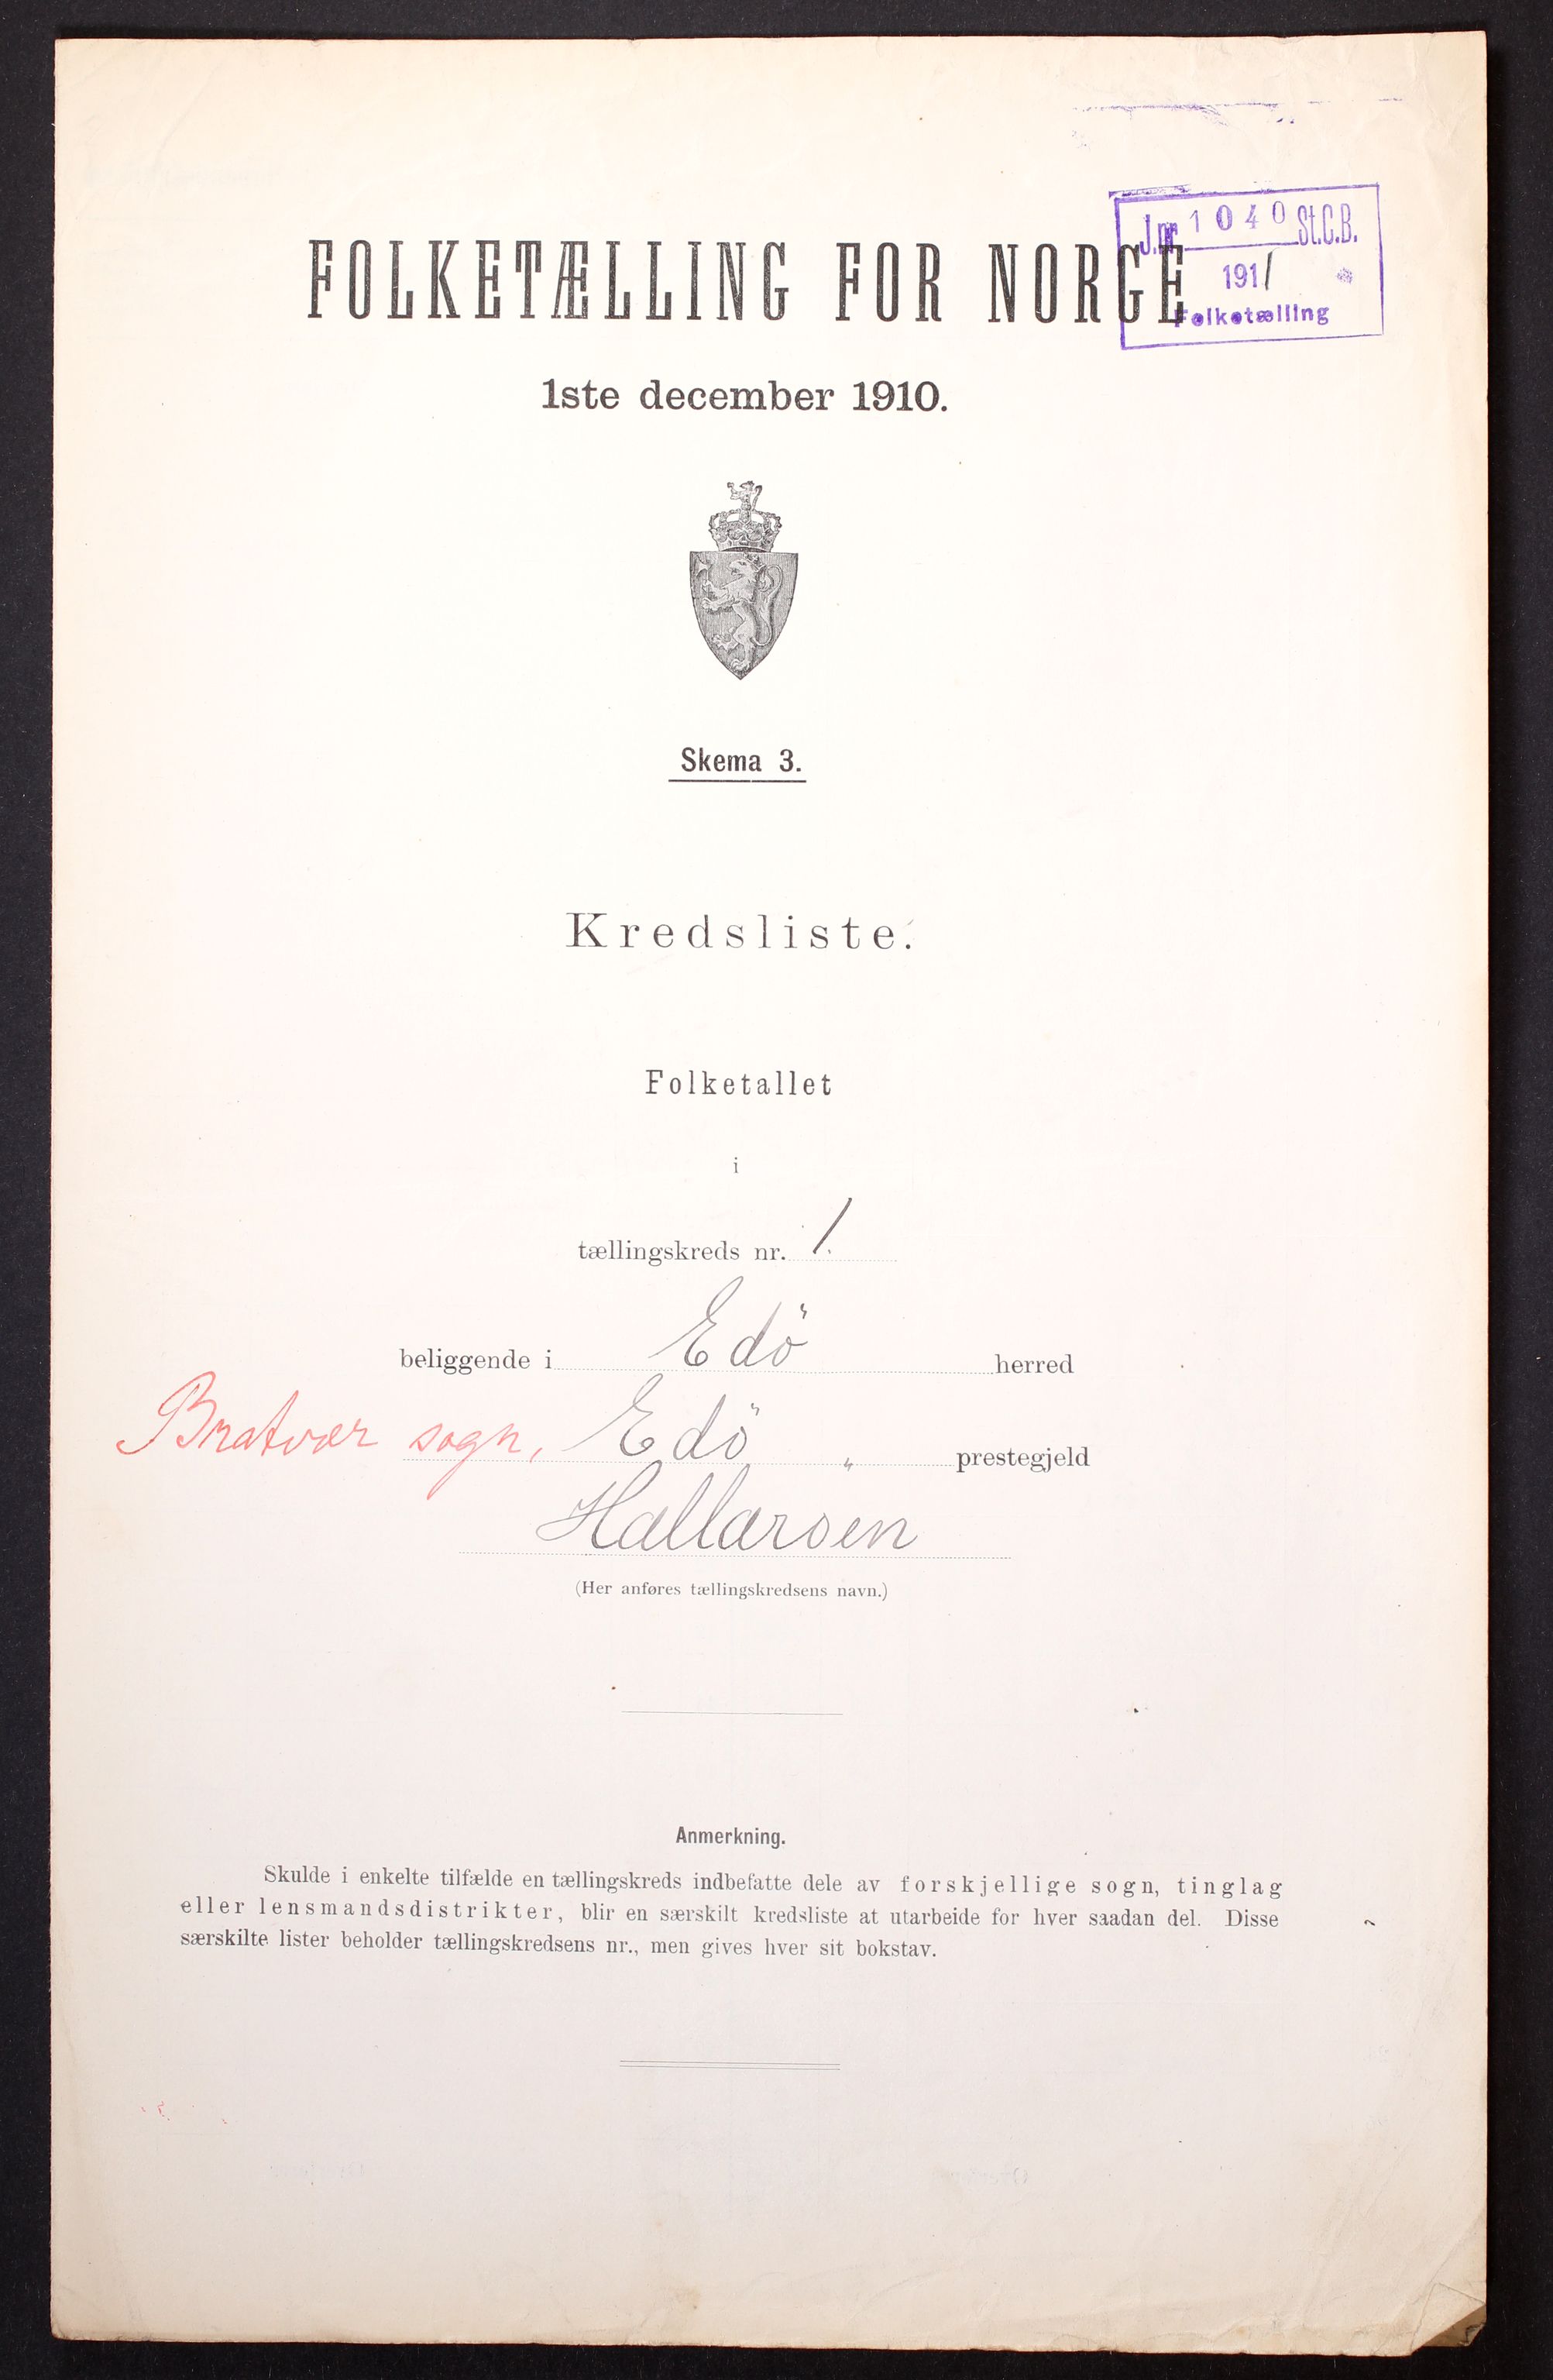 J.nr 1040 St.C.B.
1911
Folketælling
FOLKETÆLLING FOR NORGE
1ste december 1910.
Skema 3.
Kredsliste.
Folketallet
i
tællingskreds nr. 1.
beliggende i Edö herred
Bratvær sogn, Edö " prestegjeld
Hallarøen
(Her anføres tællingskredsens navn.)
Anmerkning.
Skulde i enkelte tilfælde en tællingskreds indbefatte dele av forskjellige sogn, tinglag
eller lensmandsdistrikter, blir en særskilt kredsliste at utarbeide for hver saadan del. Disse
særskilte lister beholder tællingskredsens nr., men gives hver sit bokstav.